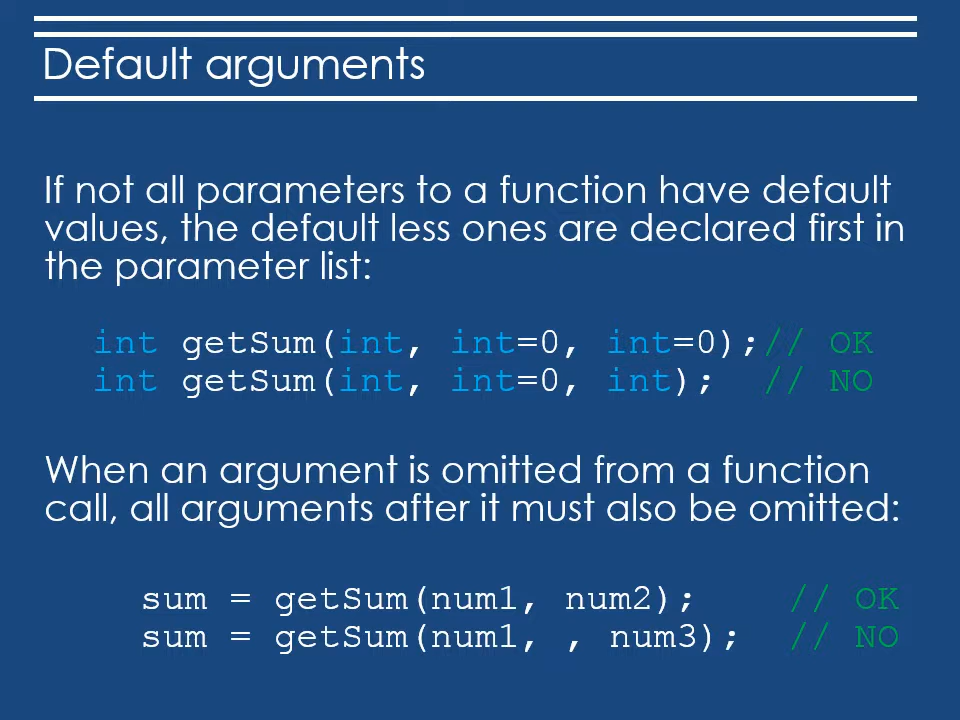 Default arguments
If not all parameters to a function have default
values, the default less ones are declared first in
the parameter list:
int getSum(int, int=0, int=0);// OK
int getSum(int, int=0, int);  // NO
When an argument is omitted from a function
call, all arguments after it must also be omitted:
sum = getSum(num1, num2);    // OK
sum = getSum(num1, , num3);  // NO